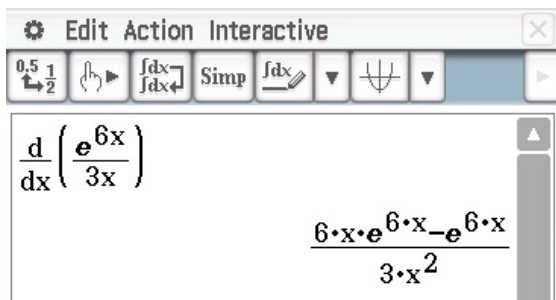 Edit Action Interactive
0.5 1/2 ∫dx ∫dx Simp ∫dx
d/dx(e^(6x)/(3x))
(6·x·e^(6·x)-e^(6·x))/(3·x^2)